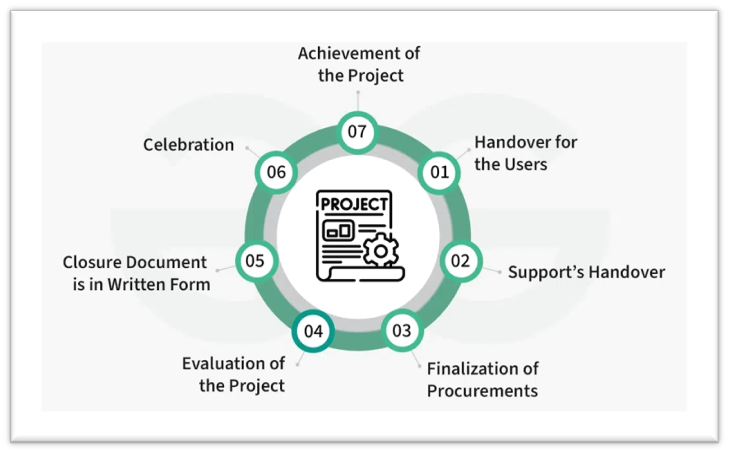 Achievement of
the Project
07
Handover for
the Users
01
02
Support's Handover
03
Finalization of
Procurements
04
Evaluation of
the Project
05
Closure Document
is in Written Form
06
Celebration
PROJECT